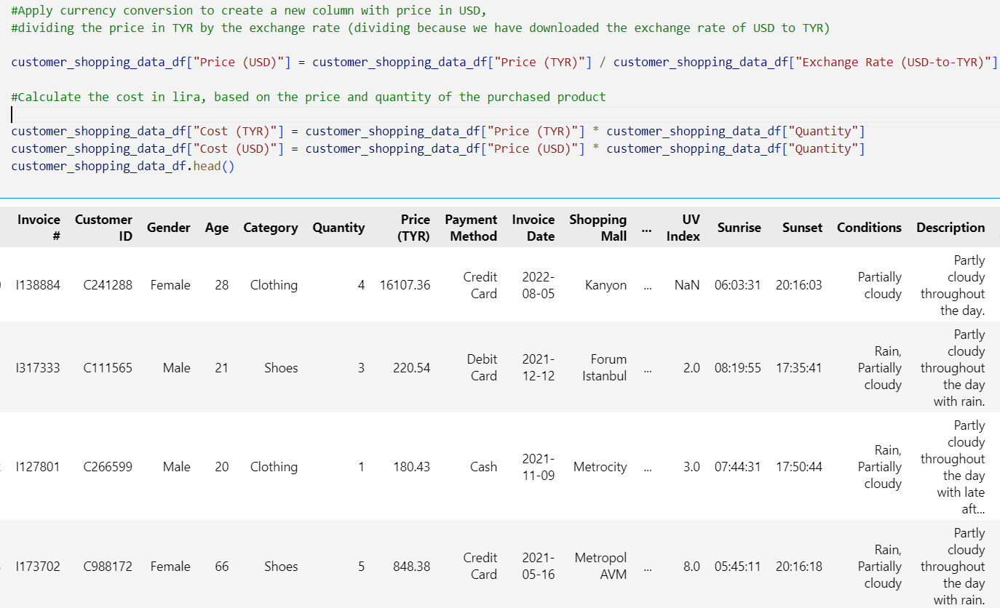 #Apply currency conversion to create a new column with price in USD,
#dividing the price in TYR by the exchange rate (dividing because we have downloaded the exchange rate of USD to TYR)
customer_shopping_data_df["Price (USD)"] = customer_shopping_data_df["Price (TYR)"] / customer_shopping_data_df["Exchange Rate (USD-to-TYR)"]
#Calculate the cost in lira, based on the price and quantity of the purchased product
customer_shopping_data_df["Cost (TYR)"] = customer_shopping_data_df["Price (TYR)"] * customer_shopping_data_df["Quantity"]
customer_shopping_data_df["Cost (USD)"] = customer_shopping_data_df["Price (USD)"] * customer_shopping_data_df["Quantity"]
customer_shopping_data_df.head()
Invoice # Customer ID Gender Age Category Quantity Price (TYR) Payment Method Invoice Date Shopping Mall ... UV Index Sunrise Sunset Conditions Description
I138884 C241288 Female 28 Clothing 4 16107.36 Credit Card 2022-08-05 Kanyon ... NaN 06:03:31 20:16:03 Partially cloudy Partly cloudy throughout the day.
I317333 C111565 Male 21 Shoes 3 220.54 Debit Card 2021-12-12 Forum Istanbul ... 2.0 08:19:55 17:35:41 Rain, Partially cloudy Partly cloudy throughout the day with rain.
I127801 C266599 Male 20 Clothing 1 180.43 Cash 2021-11-09 Metrocity ... 3.0 07:44:31 17:50:44 Rain, Partially cloudy Partly cloudy throughout the day with late aft...
I173702 C988172 Female 66 Shoes 5 848.38 Credit Card 2021-05-16 Metropol AVM ... 8.0 05:45:11 20:16:18 Rain, Partially cloudy Partly cloudy throughout the day with rain.